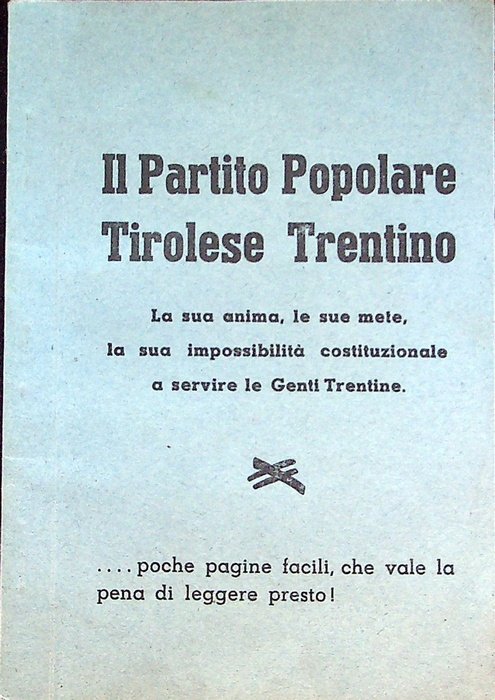 Il Partito Popolare
Tirolese Trentino
La sua anima, le sue mete,
la sua impossibilità costituzionale
a servire le Genti Trentine.
....poche pagine facili, che vale la
pena di leggere presto!